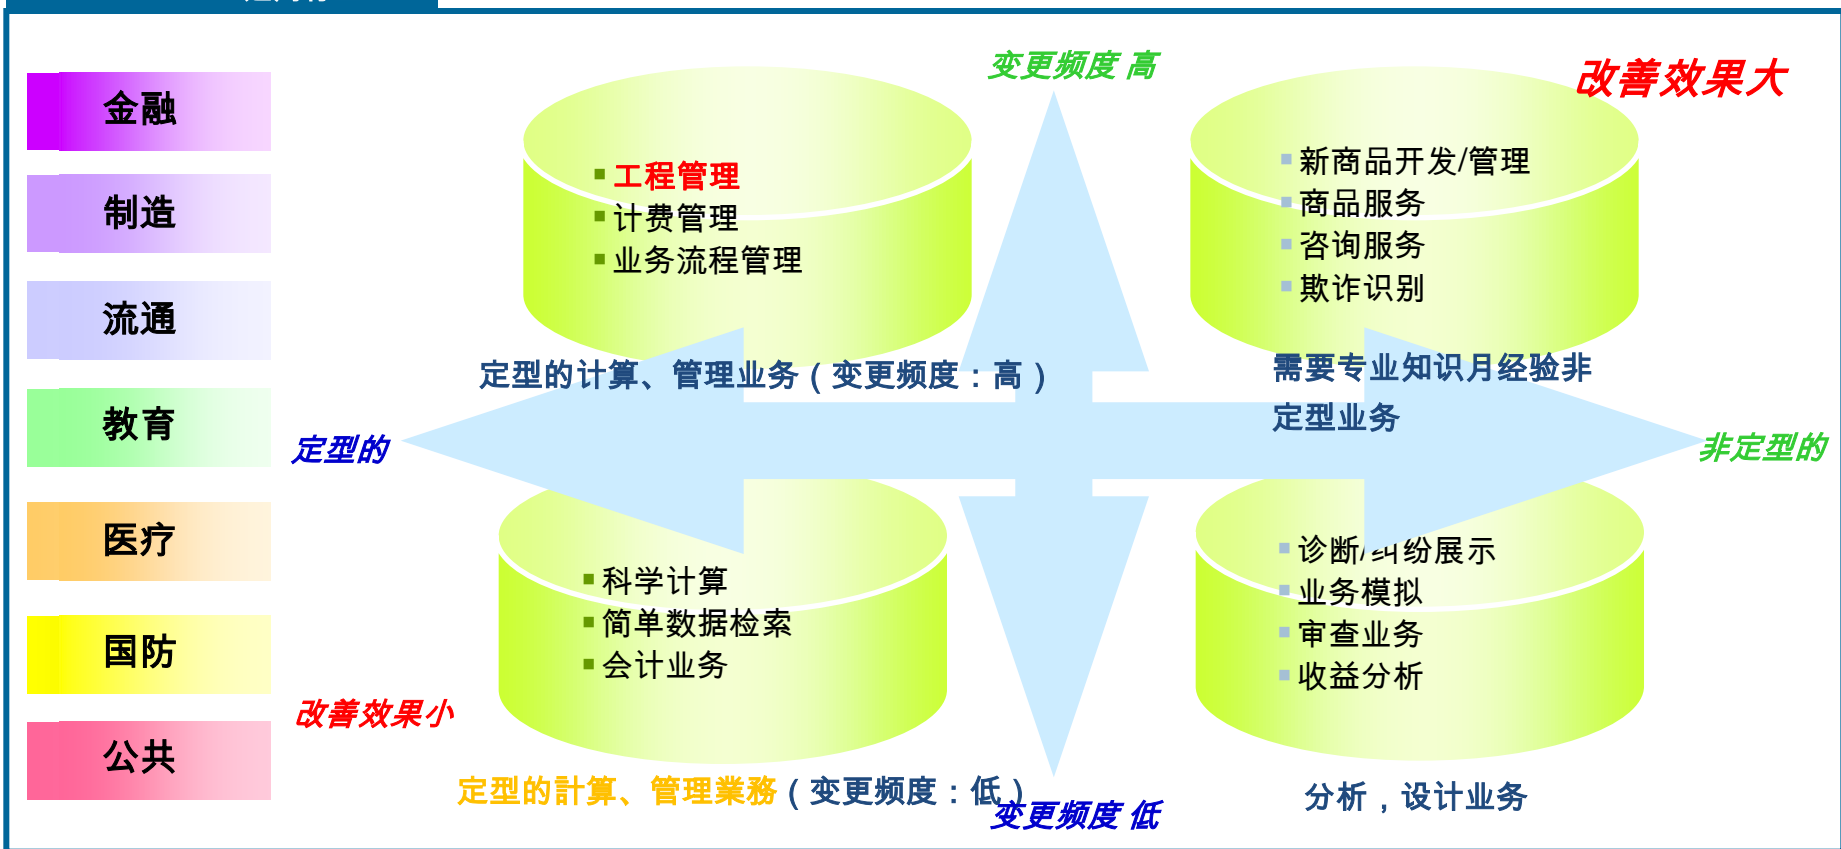 金融
制造
流通
教育
医疗
国防
公共
变更频度 高
改善效果大
工程管理
计费管理
业务流程管理
新商品开发/管理
商品服务
咨询服务
欺诈识别
定型的计算、管理业务（变更频度：高）
需要专业知识月经验非
定型业务
定型的
非定型的
科学计算
简单数据检索
会计业务
诊断/纠纷展示
业务模拟
审查业务
收益分析
改善效果小
定型的計算、管理業務（变更频度：低）
变更频度 低
分析，设计业务